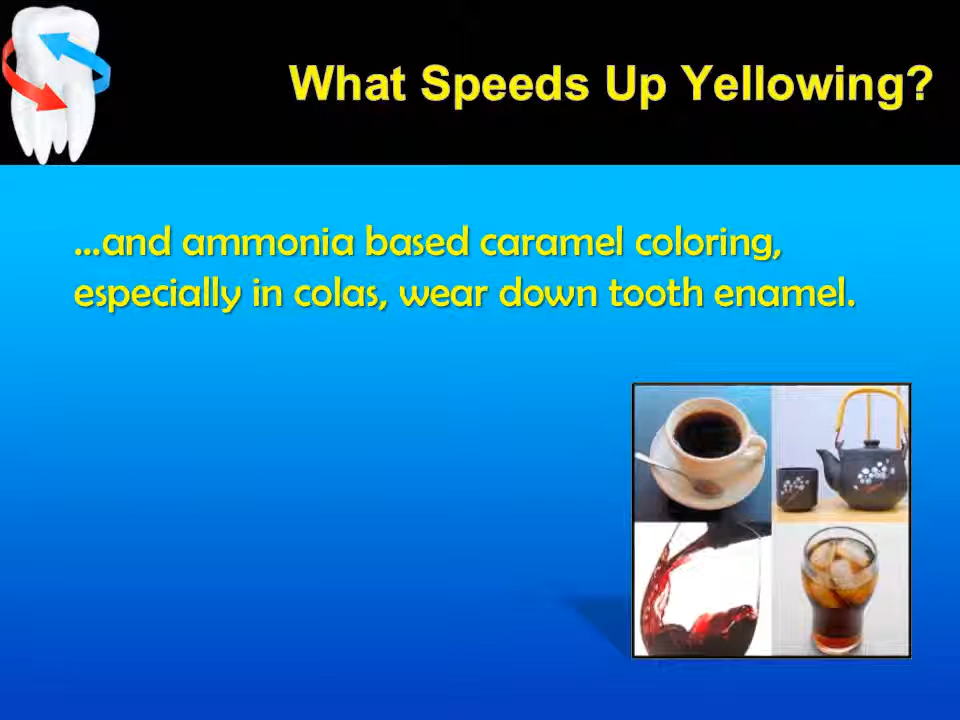 What Speeds Up Yellowing?
...and ammonia based caramel coloring,
especially in colas, wear down tooth enamel.